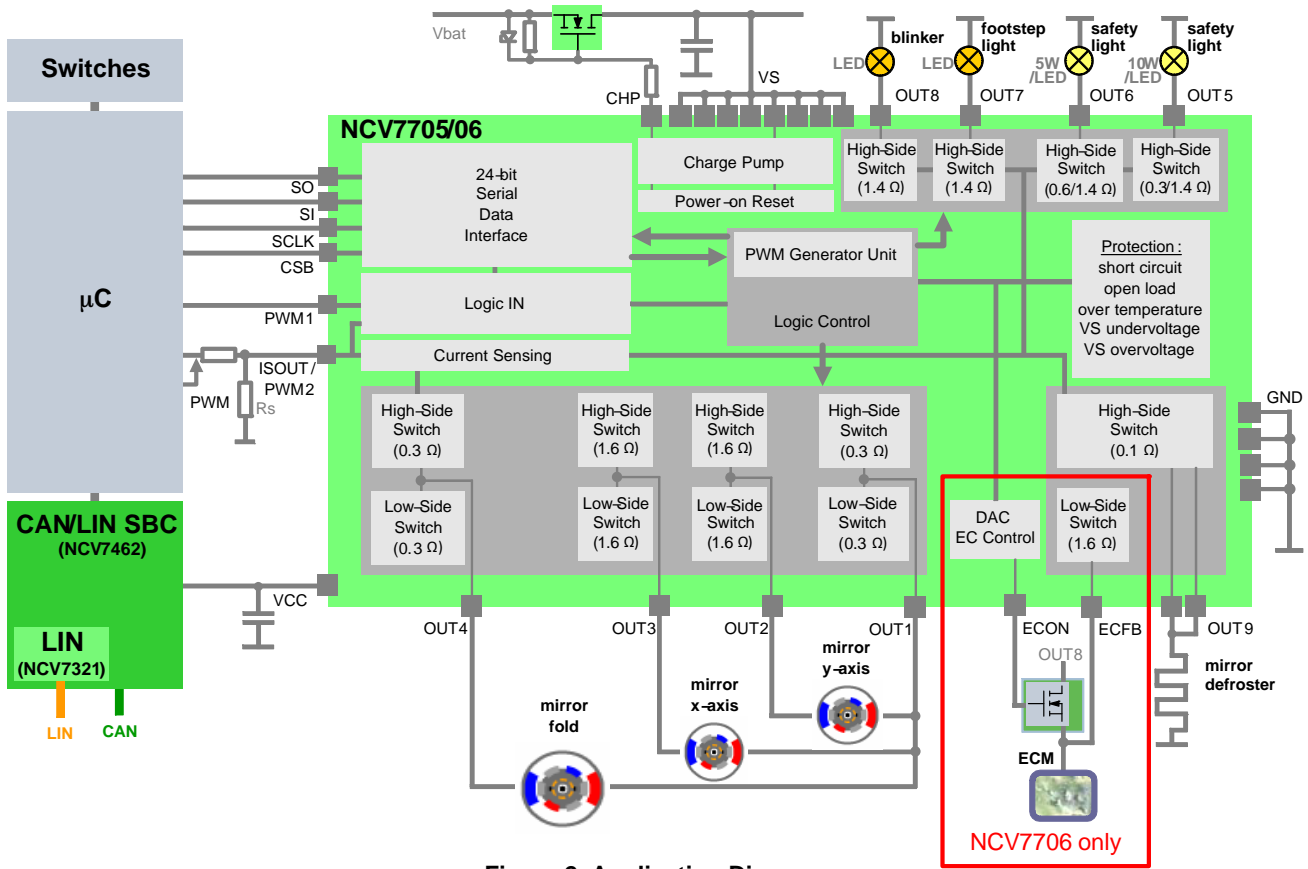 Switches
µC
CAN/LIN SBC
(NCV7462)
LIN
(NCV7321)
LIN
CAN
Vbat
CHP
VS
blinker
LED
OUT8
footstep
light
LED
OUT7
safety
light
5W
/LED
OUT6
safety
light
10W
/LED
OUT5
NCV7705/06
SO
SI
SCLK
CSB
PWM1
ISOUT/
PWM2
PWM
Rs
VCC
24-bit
Serial
Data
Interface
Charge Pump
Power-on Reset
High-Side
Switch
(1.4 Ω)
High-Side
Switch
(1.4 Ω)
High-Side
Switch
(0.6/1.4 Ω)
High-Side
Switch
(0.3/1.4 Ω)
PWM Generator Unit
Logic Control
Logic IN
Current Sensing
Protection :
short circuit
open load
over temperature
VS undervoltage
VS overvoltage
High-Side
Switch
(0.3 Ω)
High-Side
Switch
(1.6 Ω)
High-Side
Switch
(1.6 Ω)
High-Side
Switch
(0.3 Ω)
High-Side
Switch
(0.1 Ω)
GND
Low-Side
Switch
(0.3 Ω)
Low-Side
Switch
(1.6 Ω)
Low-Side
Switch
(1.6 Ω)
Low-Side
Switch
(0.3 Ω)
DAC
EC Control
Low-Side
Switch
(1.6 Ω)
OUT4
OUT3
OUT2
OUT1
ECON
ECFB
OUT9
OUT8
mirror
fold
mirror
x-axis
mirror
y-axis
mirror
defroster
ECM
NCV7706 only